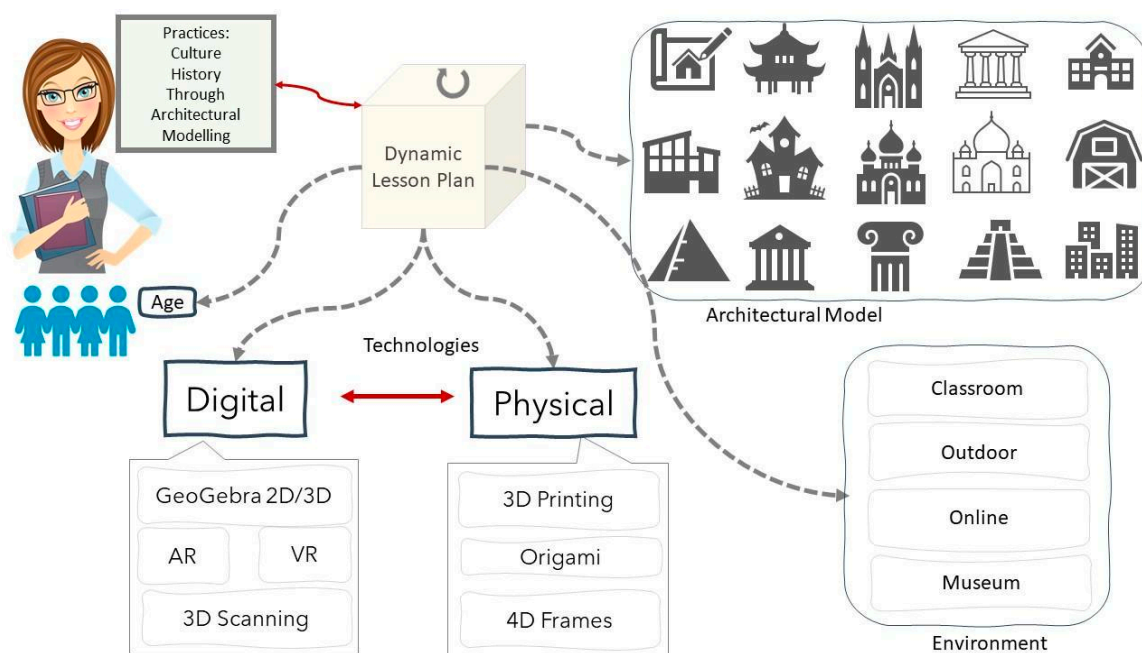 Practices:
Culture
History
Through
Architectural
Modelling
Dynamic
Lesson Plan
Age
Architectural Model
Technologies
Digital
Physical
GeoGebra 2D/3D
AR
VR
3D Scanning
3D Printing
Origami
4D Frames
Classroom
Outdoor
Online
Museum
Environment